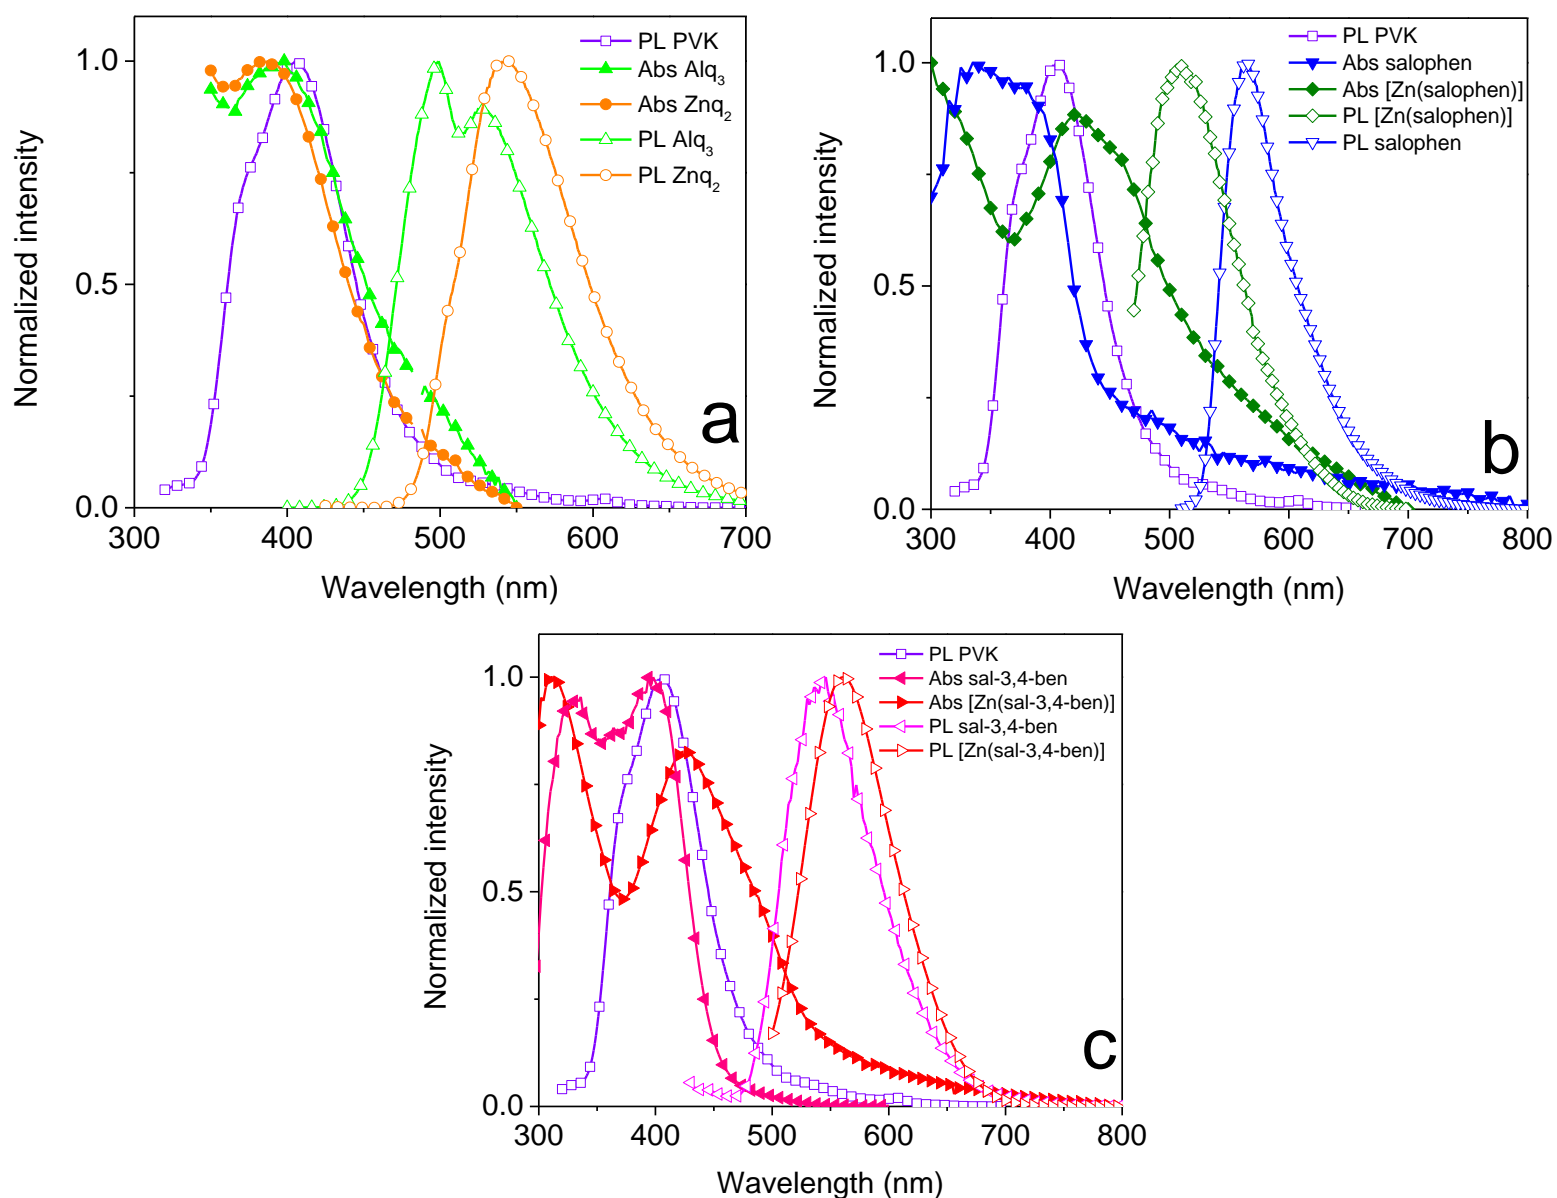 PL PVK
Abs Alq3
Abs Znq2
PL Alq3
PL Znq2
1.0
0.5
0.0
Normalized intensity
a
300 400 500 600 700
Wavelength (nm)
PL PVK
Abs salophen
Abs [Zn(salophen)]
PL [Zn(salophen)]
PL salophen
1.0
0.5
0.0
Normalized intensity
b
300 400 500 600 700 800
Wavelength (nm)
PL PVK
Abs sal-3,4-ben
Abs [Zn(sal-3,4-ben)]
PL sal-3,4-ben
PL [Zn(sal-3,4-ben)]
1.0
0.5
0.0
Normalized intensity
c
300 400 500 600 700 800
Wavelength (nm)